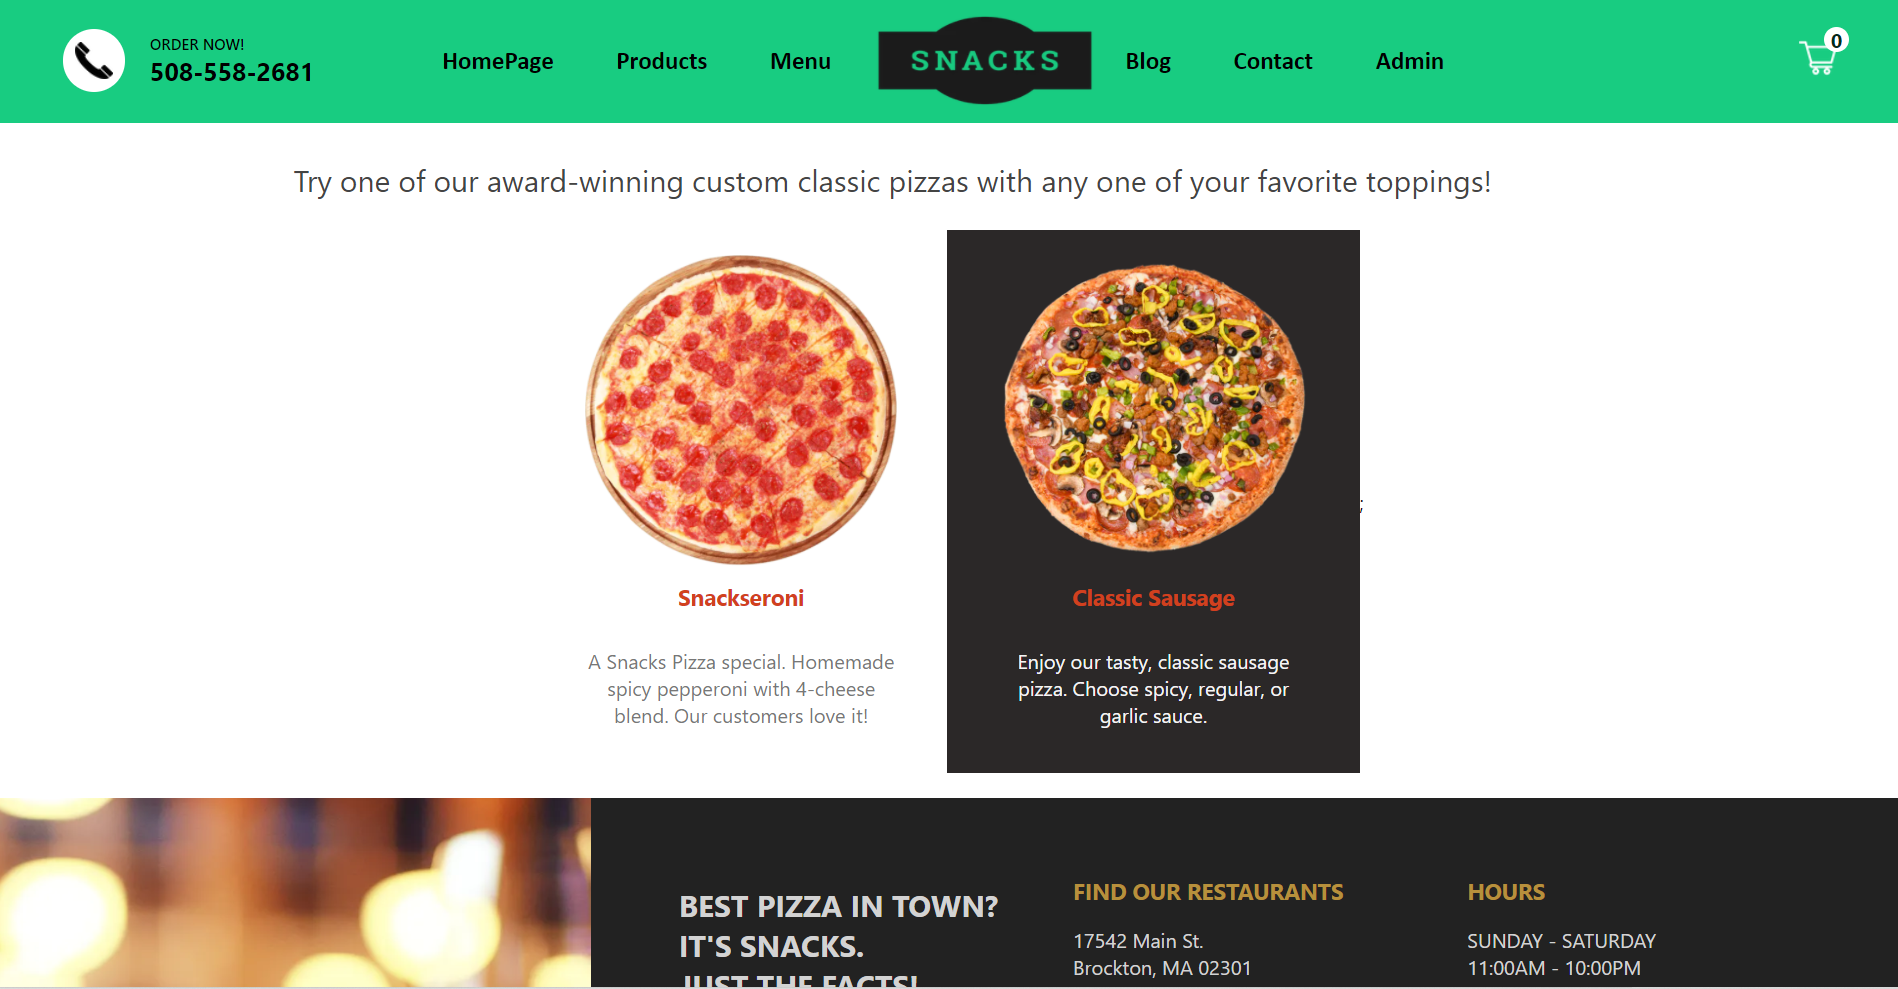 ORDER NOW!
508-558-2681
HomePage
Products
Menu
SNACKS
Blog
Contact
Admin
0
Try one of our award-winning custom classic pizzas with any one of your favorite toppings!
Snackseroni
A Snacks Pizza special. Homemade
spicy pepperoni with 4-cheese
blend. Our customers love it!
Classic Sausage
Enjoy our tasty, classic sausage
pizza. Choose spicy, regular, or
garlic sauce.
;
BEST PIZZA IN TOWN?
IT'S SNACKS.
JUST THE FACTS!
FIND OUR RESTAURANTS
17542 Main St.
Brockton, MA 02301
HOURS
SUNDAY - SATURDAY
11:00AM - 10:00PM